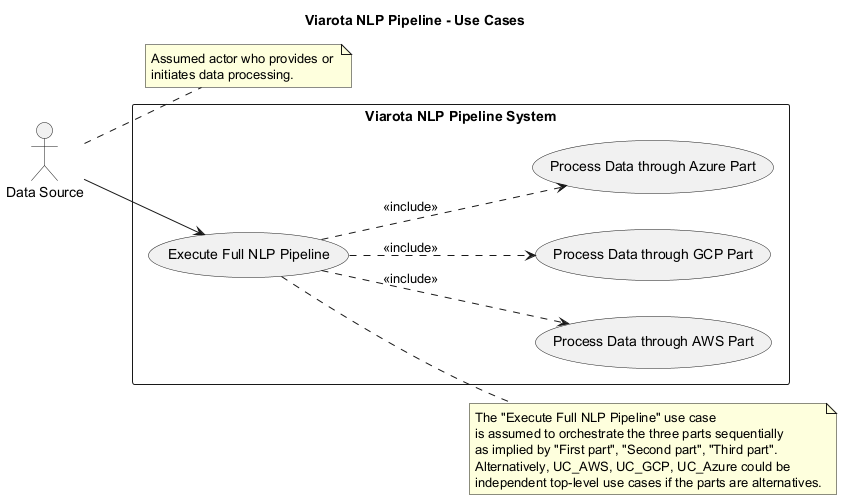 Viarota NLP Pipeline - Use Cases
Assumed actor who provides or
initiates data processing.
Viarota NLP Pipeline System
Data Source
Process Data through Azure Part
«include»
Execute Full NLP Pipeline
«include»
Process Data through GCP Part
«include»
Process Data through AWS Part
The "Execute Full NLP Pipeline" use case
is assumed to orchestrate the three parts sequentially
as implied by "First part", "Second part", "Third part".
Alternatively, UC_AWS, UC_GCP, UC_Azure could be
independent top-level use cases if the parts are alternatives.